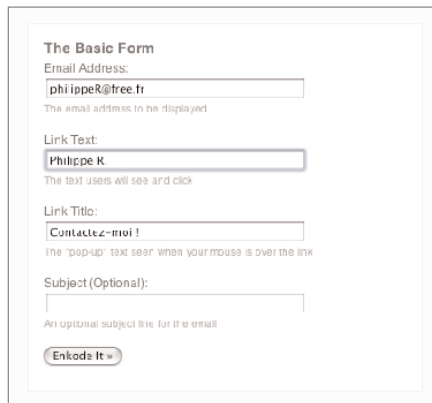 The Basic Form
Email Address:
philippeR@free.fr
The email address to be displayed
Link Text:
Philippe R.
The text users will see and click
Link Title:
Contactez-moi !
The "pop-up" text seen when your mouse is over the link
Subject (Optional):
An optional subject line for the email
Enkode It »